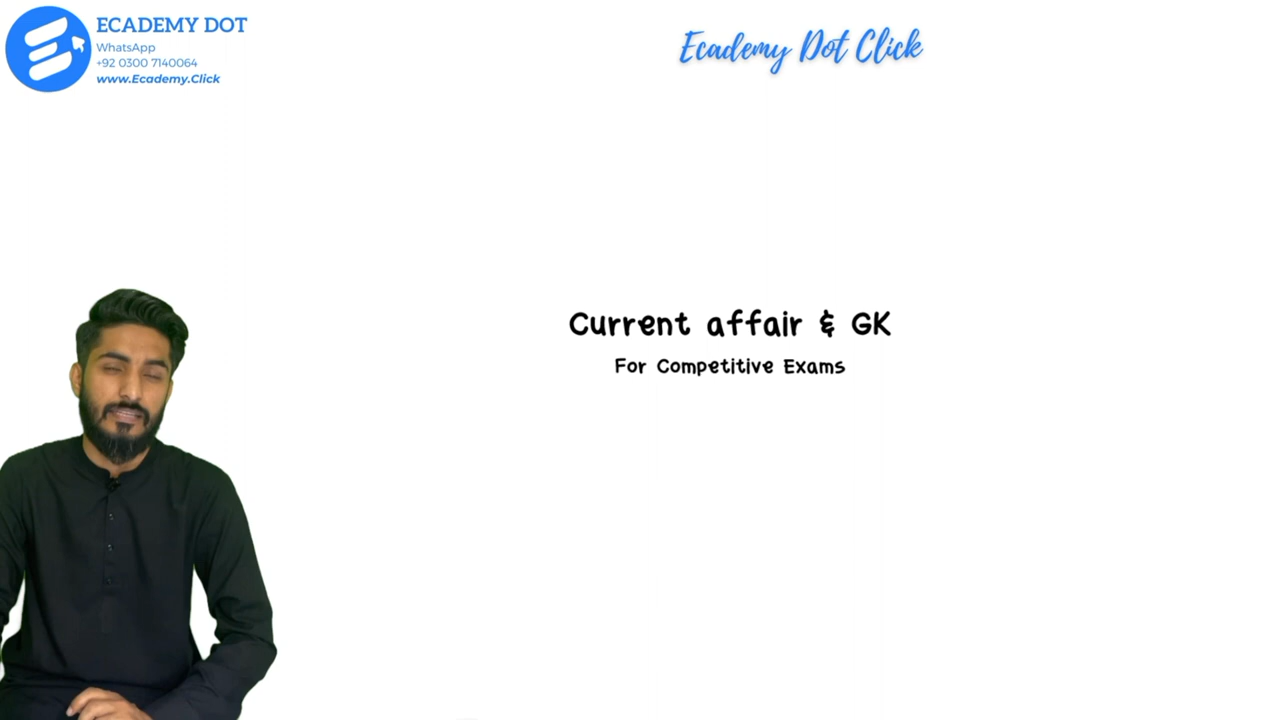 ECADEMY DOT
WhatsApp
+92 0300 7140064
www.Ecademy.Click
Ecademy Dot Click
Current affair & GK
For Competitive Exams